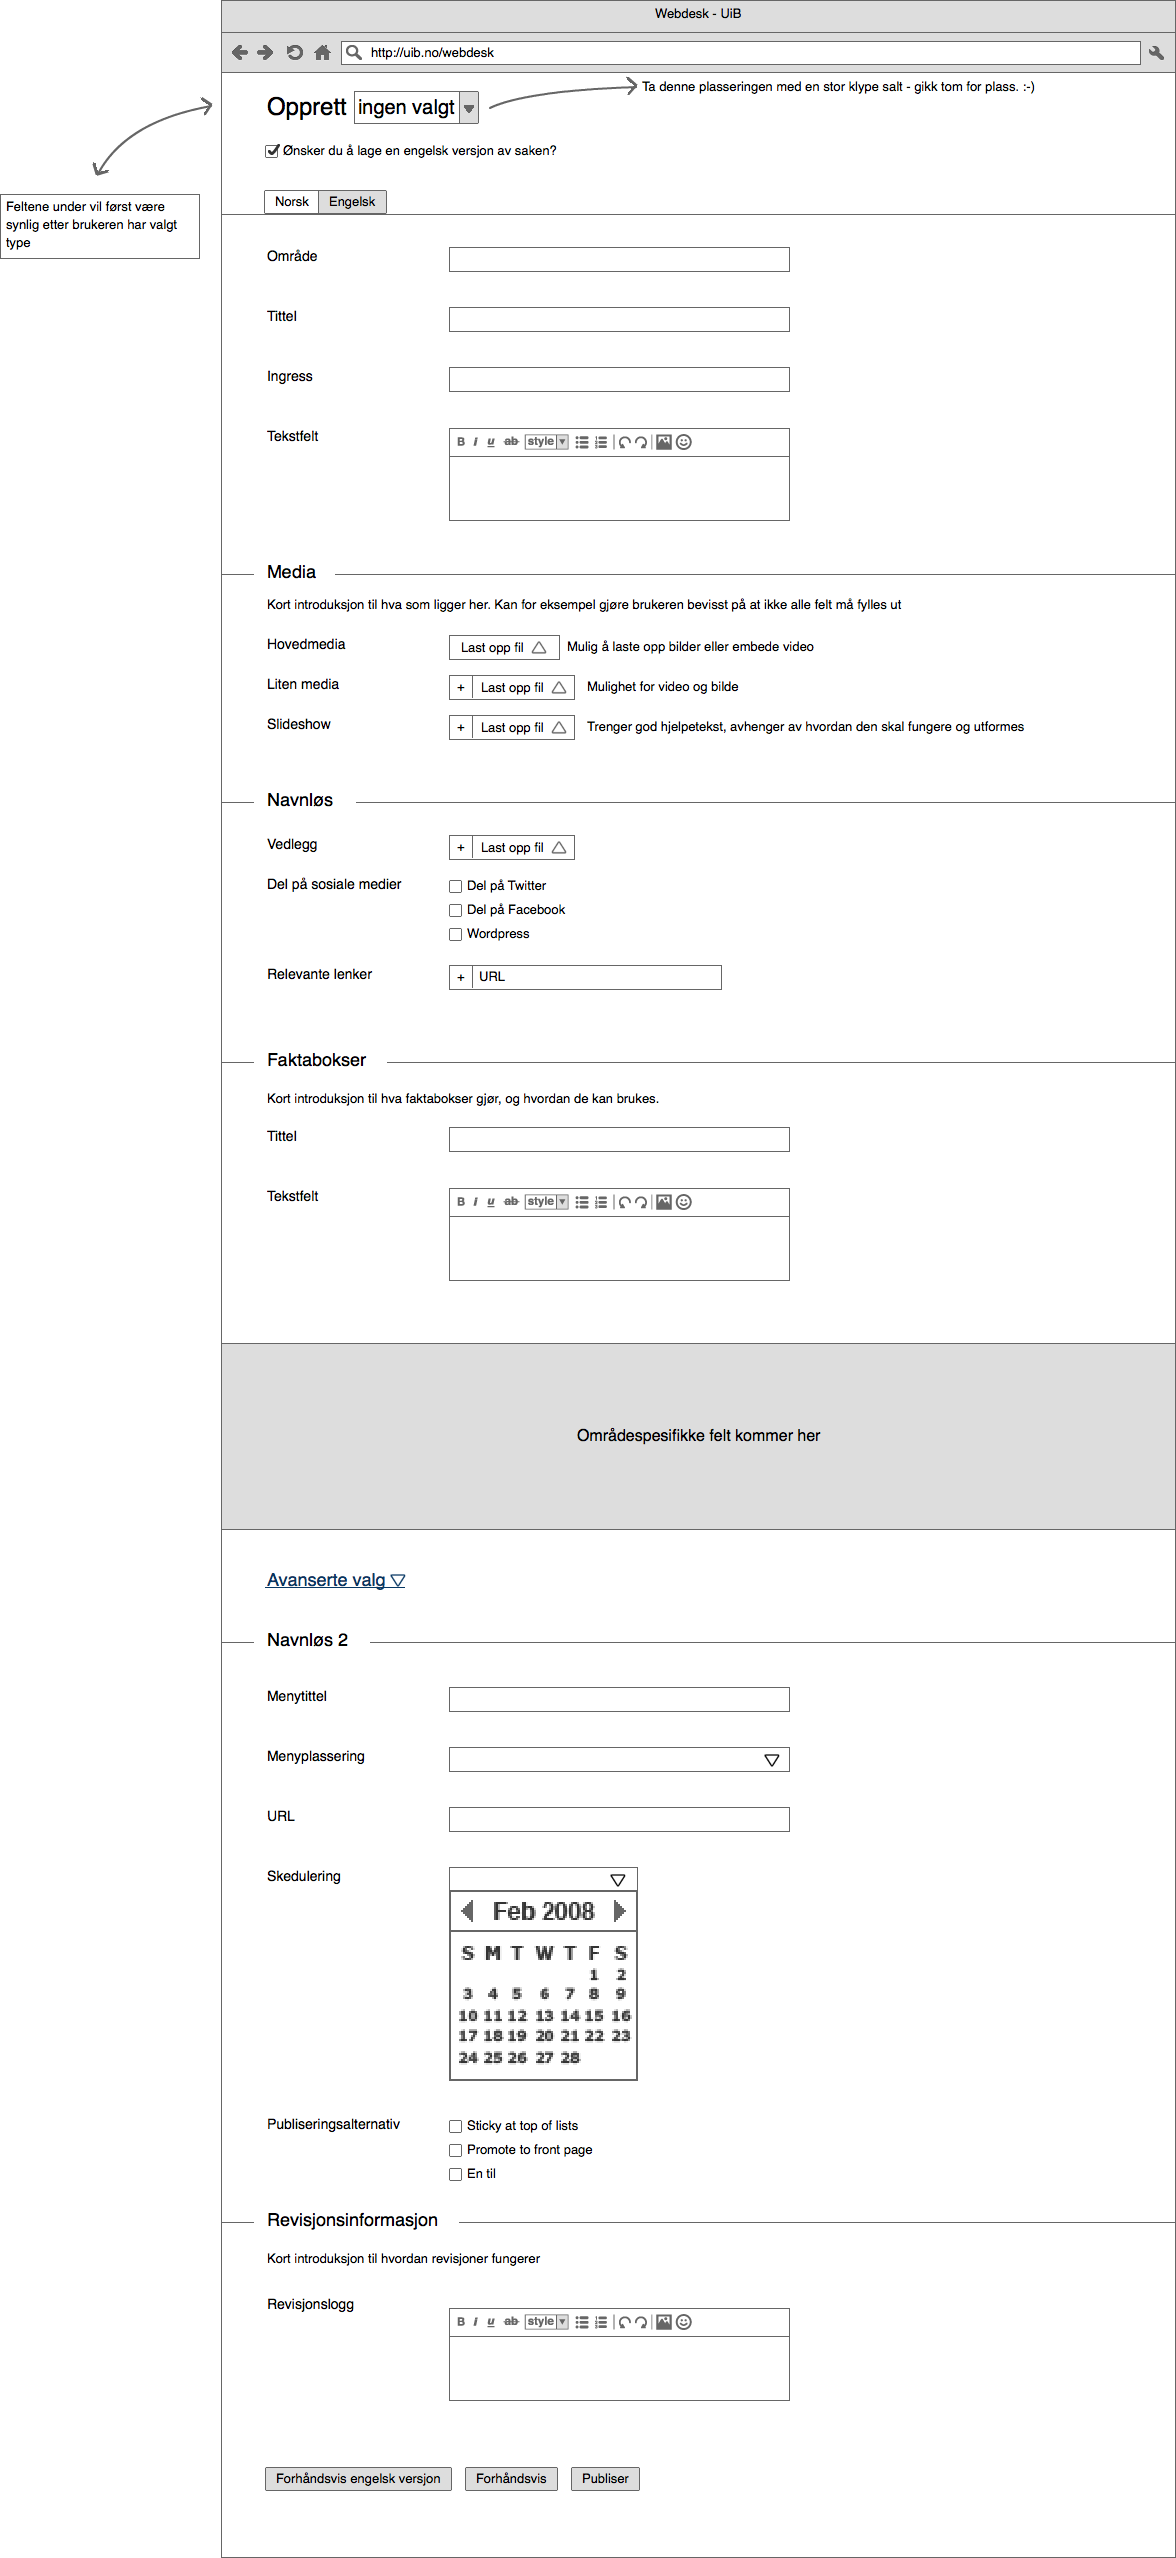 Webdesk - UiB
http://uib.no/webdesk
Ta denne plasseringen med en stor klype salt - gikk tom for plass. :-)
Opprett ingen valgt
Ønsker du å lage en engelsk versjon av saken?
Norsk Engelsk
Feltene under vil først være
synlig etter brukeren har valgt
type
Område
Tittel
Ingress
Tekstfelt
B i u ab style
Media
Kort introduksjon til hva som ligger her. Kan for eksempel gjøre brukeren bevisst på at ikke alle felt må fylles ut
Hovedmedia Last opp fil Mulig å laste opp bilder eller embede video
Liten media + Last opp fil Mulighet for video og bilde
Slideshow + Last opp fil Trenger god hjelpetekst, avhenger av hvordan den skal fungere og utformes
Navnløs
Vedlegg + Last opp fil
Del på sosiale medier Del på Twitter
Del på Facebook
Wordpress
Relevante lenker + URL
Faktabokser
Kort introduksjon til hva faktabokser gjør, og hvordan de kan brukes.
Tittel
Tekstfelt
B i u ab style
Områdespesifikke felt kommer her
Avanserte valg
Navnløs 2
Menytittel
Menyplassering
URL
Skedulering
Feb 2008
S M T W T F S
1 2
3 4 5 6 7 8 9
10 11 12 13 14 15 16
17 18 19 20 21 22 23
24 25 26 27 28
Publiseringsalternativ Sticky at top of lists
Promote to front page
En til
Revisjonsinformasjon
Kort introduksjon til hvordan revisjoner fungerer
Revisjonslogg
B i u ab style
Forhåndsvis engelsk versjon Forhåndsvis Publiser